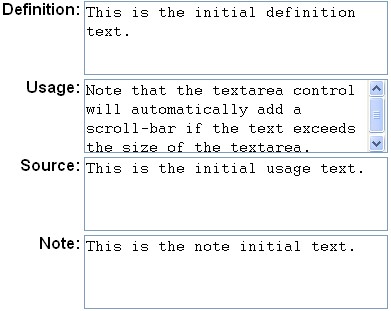 Definition: This is the initial definition
text.
Usage: Note that the textarea control
will automatically add a
scroll-bar if the text exceeds
the size of the textarea.
Source: This is the initial usage text.
Note: This is the note initial text.